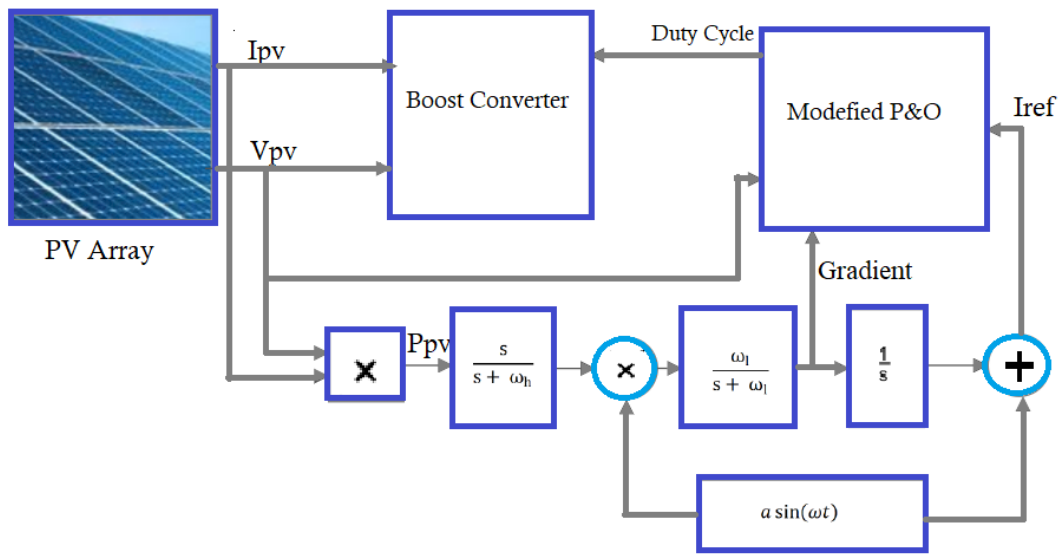 Ipv
Vpv
PV Array
Boost Converter
Duty Cycle
Modefied P&O
Iref
Gradient
×
Ppv
s
s + ωh
×
ωl
s + ωl
1
s
+
a sin(ωt)